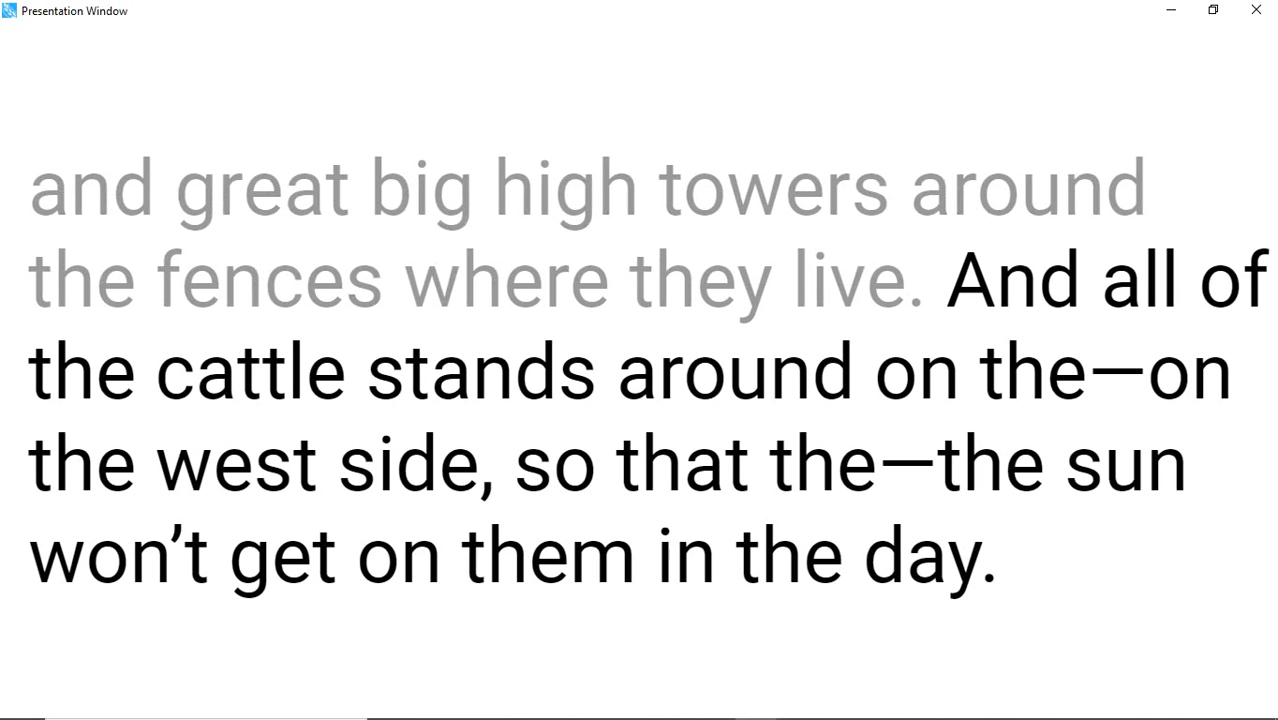 Presentation Window
and great big high towers around
the fences where they live. And all of
the cattle stands around on the—on
the west side, so that the—the sun
won’t get on them in the day.